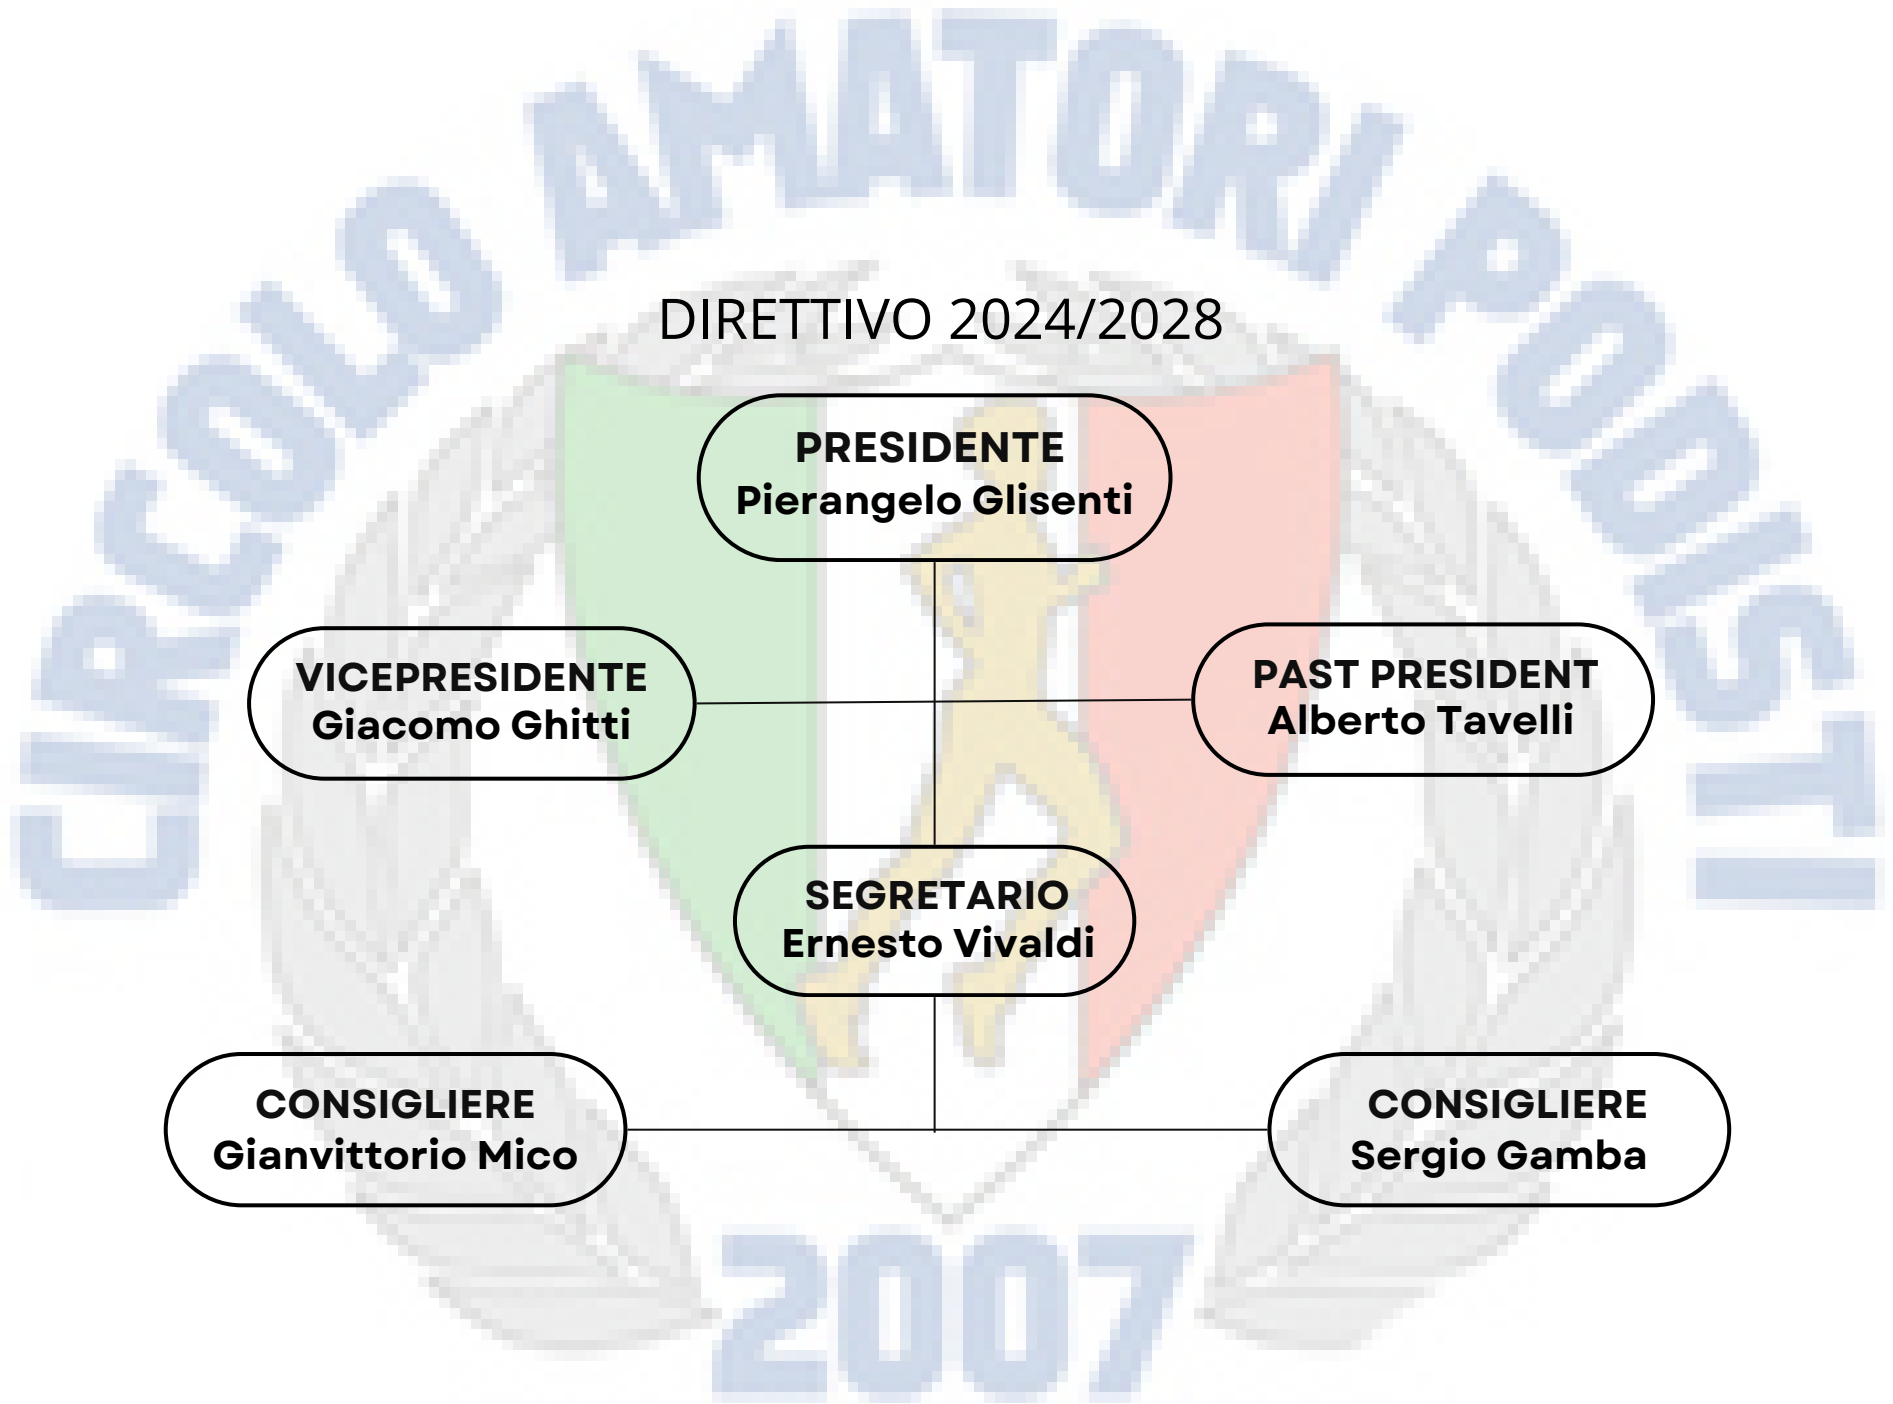 CIRCOLO AMATORI PODISTI
DIRETTIVO 2024/2028
PRESIDENTE
Pierangelo Glisenti
VICEPRESIDENTE
Giacomo Ghitti
PAST PRESIDENT
Alberto Tavelli
SEGRETARIO
Ernesto Vivaldi
CONSIGLIERE
Gianvittorio Mico
CONSIGLIERE
Sergio Gamba
2007